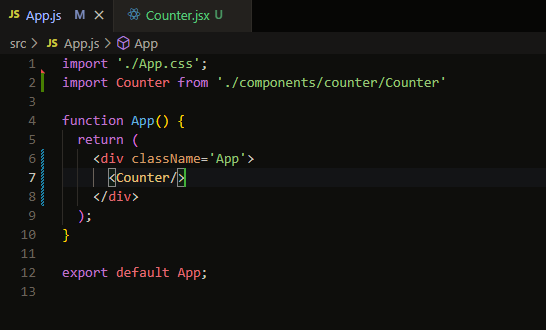 JS App.js M × Counter.jsx U
src > JS App.js > App
1 import './App.css';
2 import Counter from './components/counter/Counter'
3
4 function App() {
5 return (
6 <div className='App'>
7 <Counter/>
8 </div>
9 );
10 }
11
12 export default App;
13